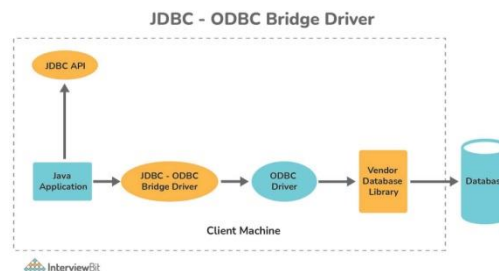 JDBC - ODBC Bridge Driver
JDBC API
Java
Application
JDBC - ODBC
Bridge Driver
ODBC
Driver
Vendor
Database
Library
Database
Client Machine
InterviewBit